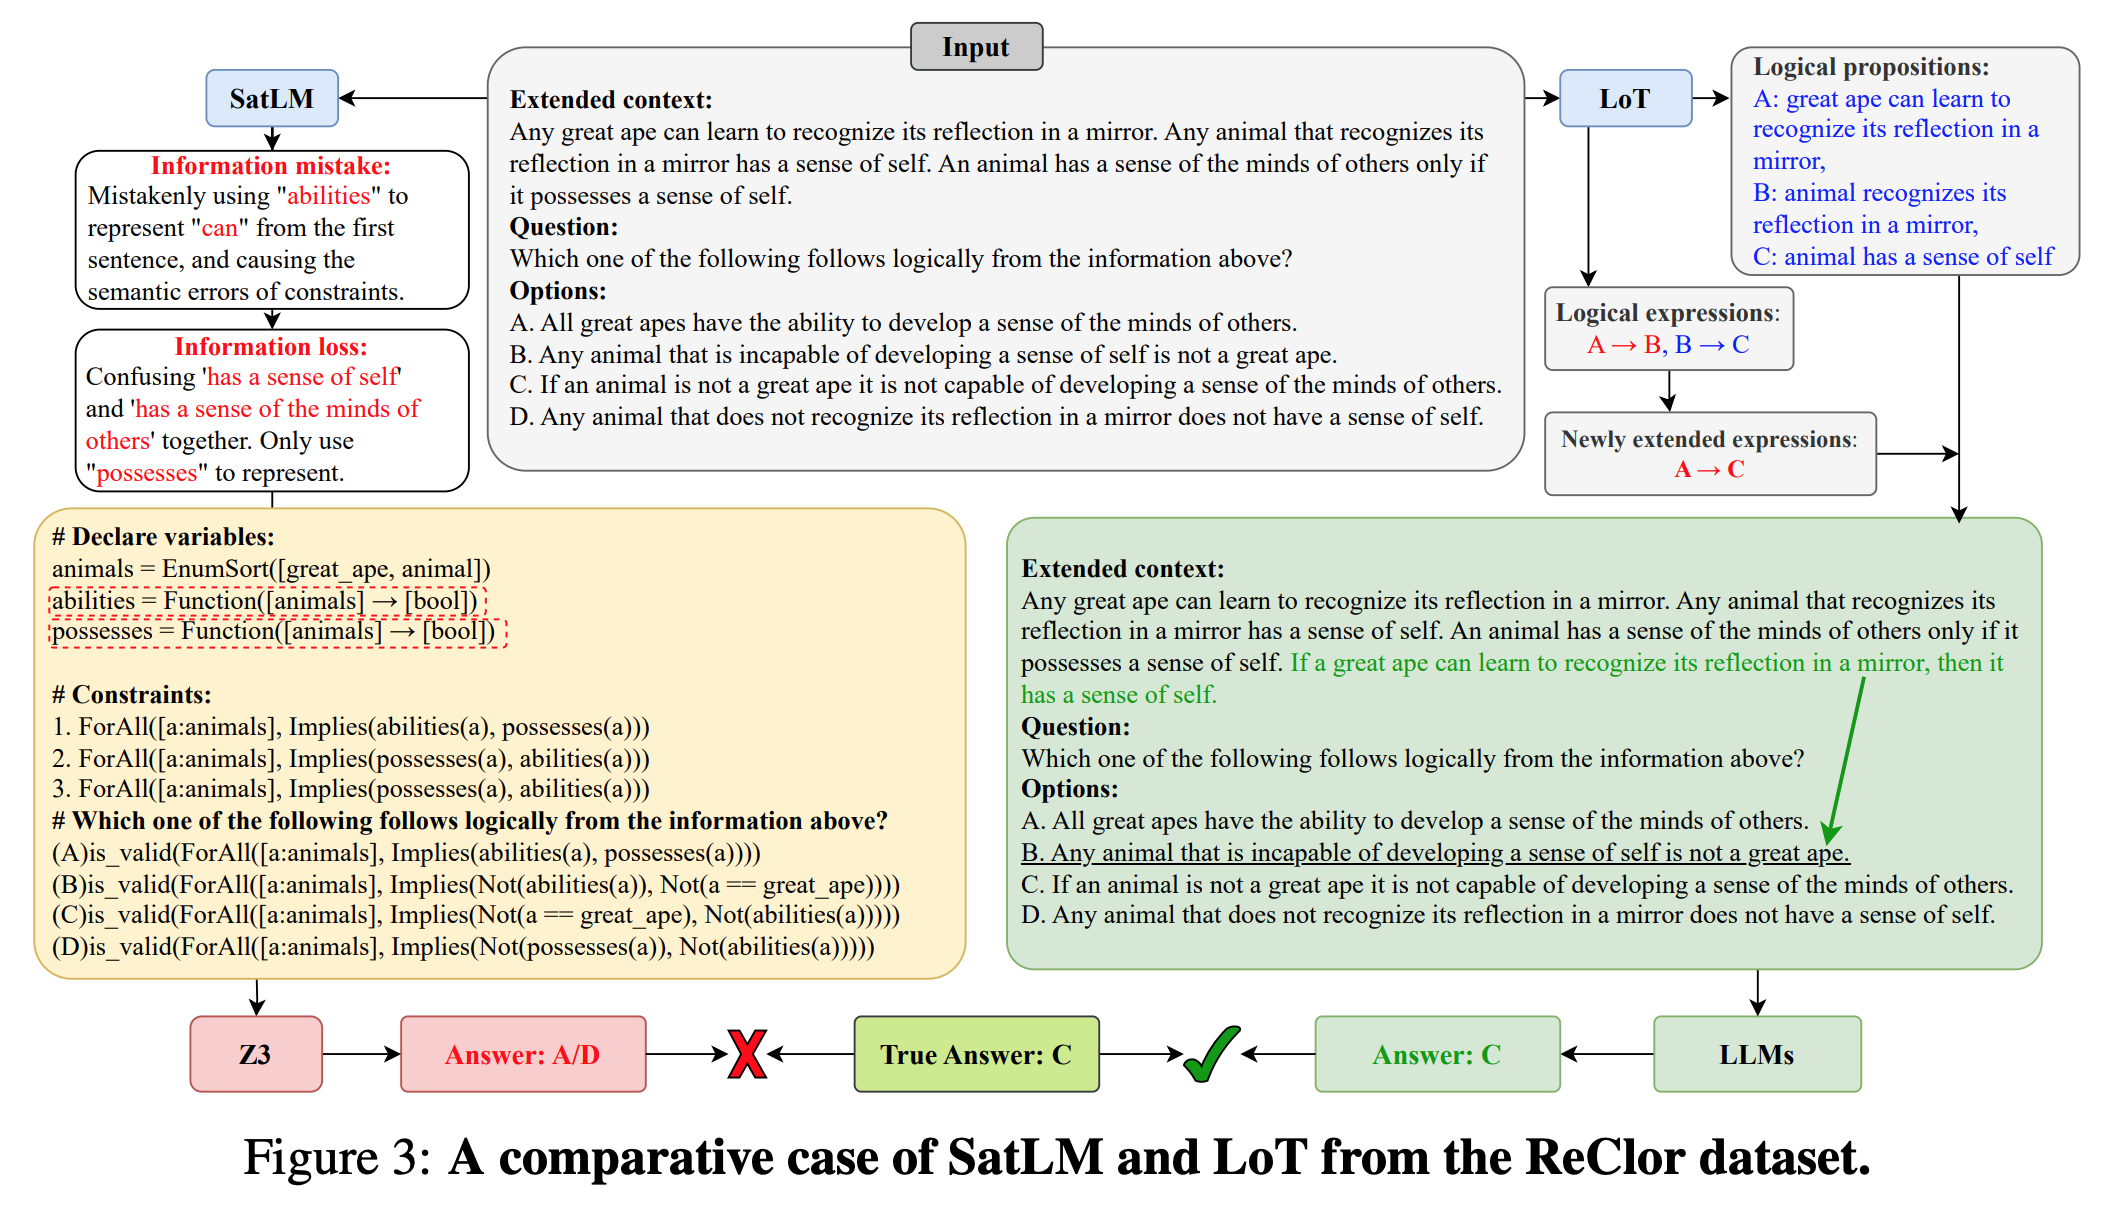 Input
SatLM
Information mistake:
Mistakenly using "abilities" to
represent "can" from the first
sentence, and causing the
semantic errors of constraints.
Information loss:
Confusing 'has a sense of self'
and 'has a sense of the minds of
others' together. Only use
"possesses" to represent.
Extended context:
Any great ape can learn to recognize its reflection in a mirror. Any animal that recognizes its
reflection in a mirror has a sense of self. An animal has a sense of the minds of others only if
it possesses a sense of self.
Question:
Which one of the following follows logically from the information above?
Options:
A. All great apes have the ability to develop a sense of the minds of others.
B. Any animal that is incapable of developing a sense of self is not a great ape.
C. If an animal is not a great ape it is not capable of developing a sense of the minds of others.
D. Any animal that does not recognize its reflection in a mirror does not have a sense of self.
LoT
Logical propositions:
A: great ape can learn to
recognize its reflection in a
mirror,
B: animal recognizes its
reflection in a mirror,
C: animal has a sense of self
Logical expressions:
A → B, B → C
Newly extended expressions:
A → C
# Declare variables:
animals = EnumSort([great_ape, animal])
abilities = Function([animals] → [bool])
possesses = Function([animals] → [bool])
# Constraints:
1. ForAll([a:animals], Implies(abilities(a), possesses(a)))
2. ForAll([a:animals], Implies(possesses(a), abilities(a)))
3. ForAll([a:animals], Implies(possesses(a), abilities(a)))
# Which one of the following follows logically from the information above?
(A)is_valid(ForAll([a:animals], Implies(abilities(a), possesses(a))))
(B)is_valid(ForAll([a:animals], Implies(Not(abilities(a)), Not(a == great_ape))))
(C)is_valid(ForAll([a:animals], Implies(Not(a == great_ape), Not(abilities(a)))))
(D)is_valid(ForAll([a:animals], Implies(Not(possesses(a)), Not(abilities(a)))))
Extended context:
Any great ape can learn to recognize its reflection in a mirror. Any animal that recognizes its
reflection in a mirror has a sense of self. An animal has a sense of the minds of others only if it
possesses a sense of self. If a great ape can learn to recognize its reflection in a mirror, then it
has a sense of self.
Question:
Which one of the following follows logically from the information above?
Options:
A. All great apes have the ability to develop a sense of the minds of others.
B. Any animal that is incapable of developing a sense of self is not a great ape.
C. If an animal is not a great ape it is not capable of developing a sense of the minds of others.
D. Any animal that does not recognize its reflection in a mirror does not have a sense of self.
Z3
Answer: A/D
True Answer: C
Answer: C
LLMs
Figure 3: A comparative case of SatLM and LoT from the ReClor dataset.